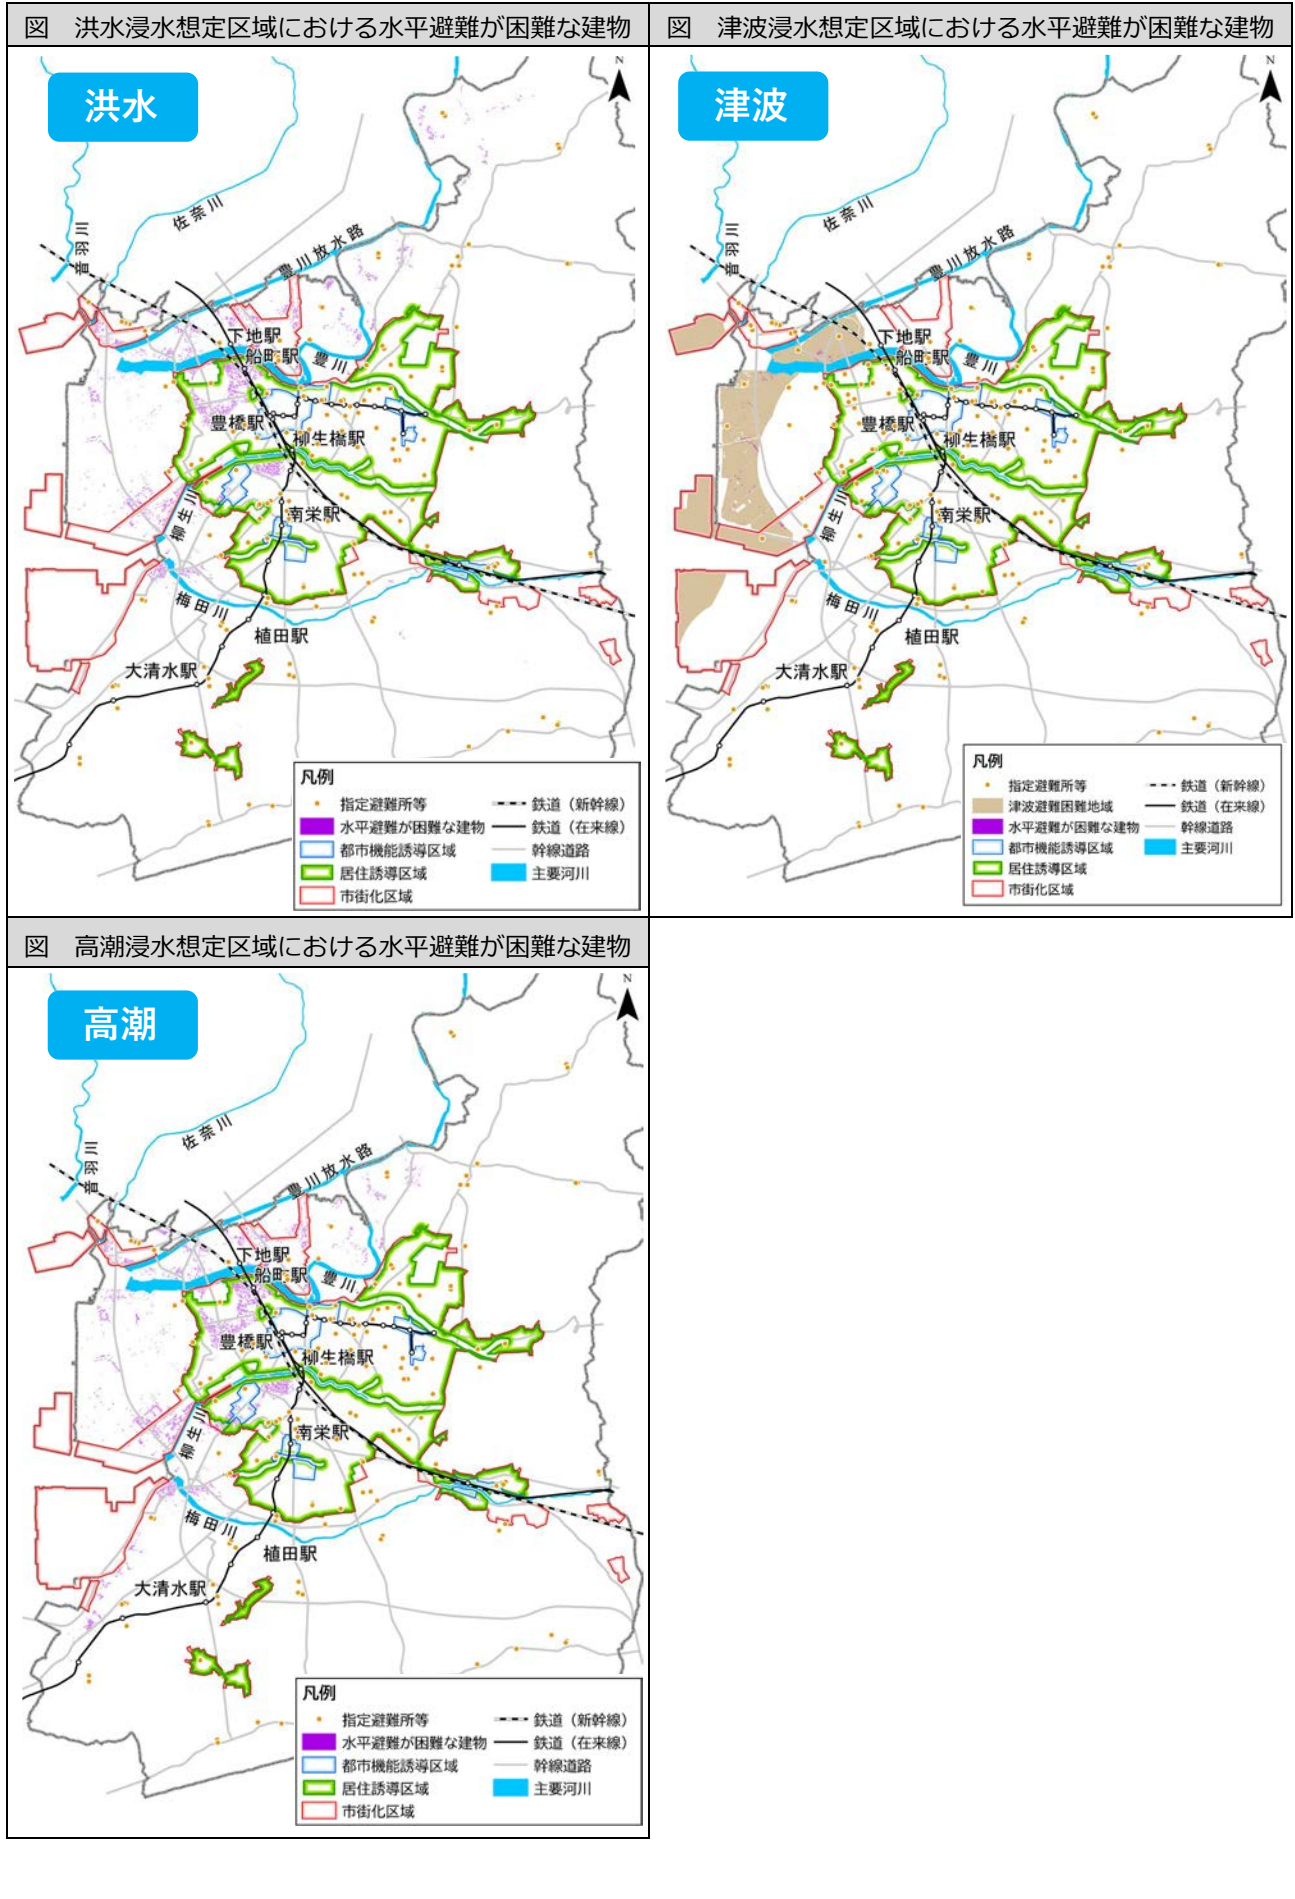 図　洪水浸水想定区域における水平避難が困難な建物
洪水
N
音羽川
佐奈川
豊川放水路
下地駅
船町駅
豊川
豊橋駅
柳生橋駅
柳生川
南栄駅
梅田川
植田駅
大清水駅
凡例
指定避難所等
水平避難が困難な建物
都市機能誘導区域
居住誘導区域
市街化区域
鉄道（新幹線）
鉄道（在来線）
幹線道路
主要河川
図　津波浸水想定区域における水平避難が困難な建物
津波
N
音羽川
佐奈川
豊川放水路
下地駅
船町駅
豊川
豊橋駅
柳生橋駅
柳生川
南栄駅
梅田川
植田駅
大清水駅
凡例
指定避難所等
津波避難困難地域
水平避難が困難な建物
都市機能誘導区域
居住誘導区域
市街化区域
鉄道（新幹線）
鉄道（在来線）
幹線道路
主要河川
図　高潮浸水想定区域における水平避難が困難な建物
高潮
N
音羽川
佐奈川
豊川放水路
下地駅
船町駅
豊川
豊橋駅
柳生橋駅
柳生川
南栄駅
梅田川
植田駅
大清水駅
凡例
指定避難所等
水平避難が困難な建物
都市機能誘導区域
居住誘導区域
市街化区域
鉄道（新幹線）
鉄道（在来線）
幹線道路
主要河川